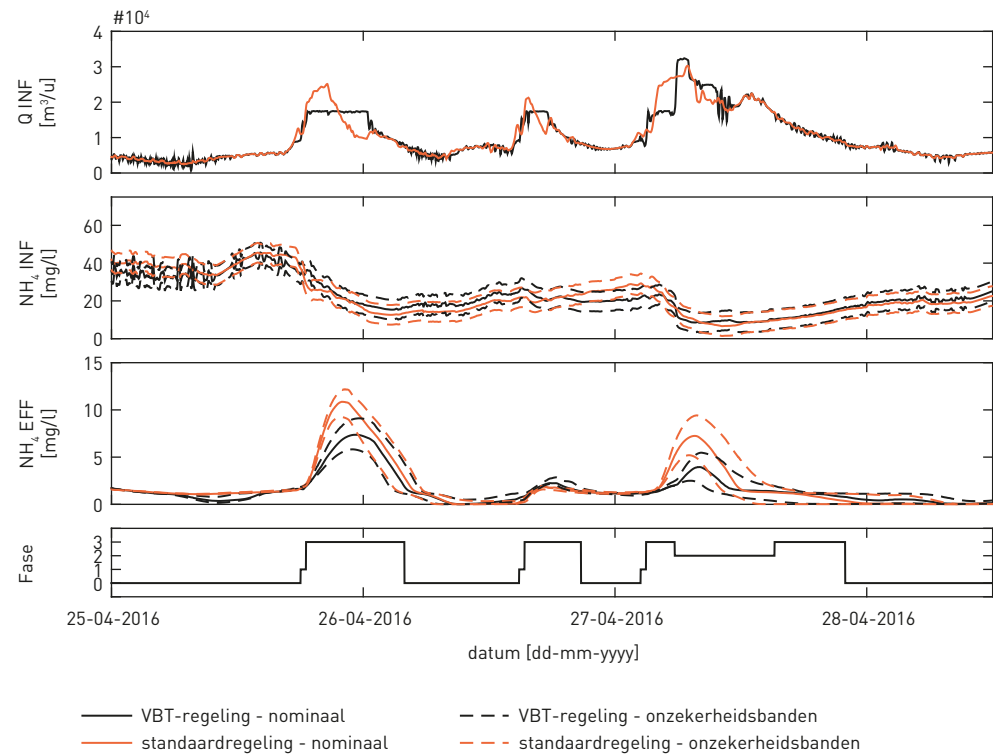 #10⁴
Q INF
[m³/u]
4
3
2
1
0
NH₄ INF
[mg/l]
60
40
20
0
NH₄ EFF
[mg/l]
15
10
5
0
Fase
3
2
1
0
25-04-2016
26-04-2016
27-04-2016
28-04-2016
datum [dd-mm-yyyy]
VBT-regeling - nominaal
VBT-regeling - onzekerheidsbanden
standaardregeling - nominaal
standaardregeling - onzekerheidsbanden